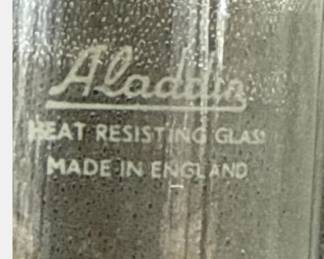 Aladdin
HEAT RESISTING GLASS
MADE IN ENGLAND